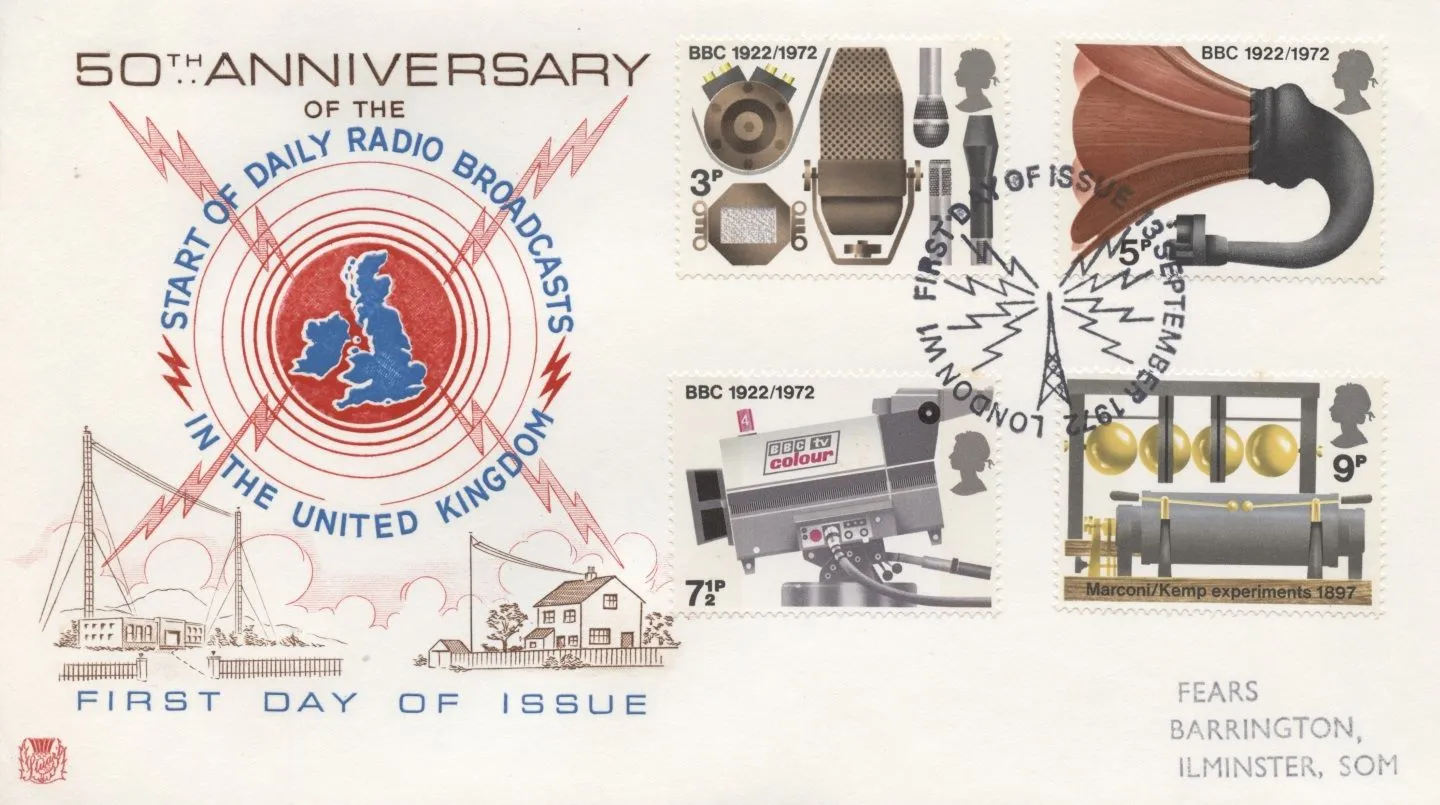 50TH ANNIVERSARY
OF THE
START OF DAILY RADIO BROADCASTS
IN THE UNITED KINGDOM
FIRST DAY OF ISSUE
Stuart
BBC 1922/1972
3P
BBC 1922/1972
5P
FIRST DAY OF ISSUE 13 SEPTEMBER 1972
LONDON W1
BBC 1922/1972
4
BBC tv
colour
7½P
9P
Marconi/Kemp experiments 1897
FEARS
BARRINGTON,
ILMINSTER, SOM